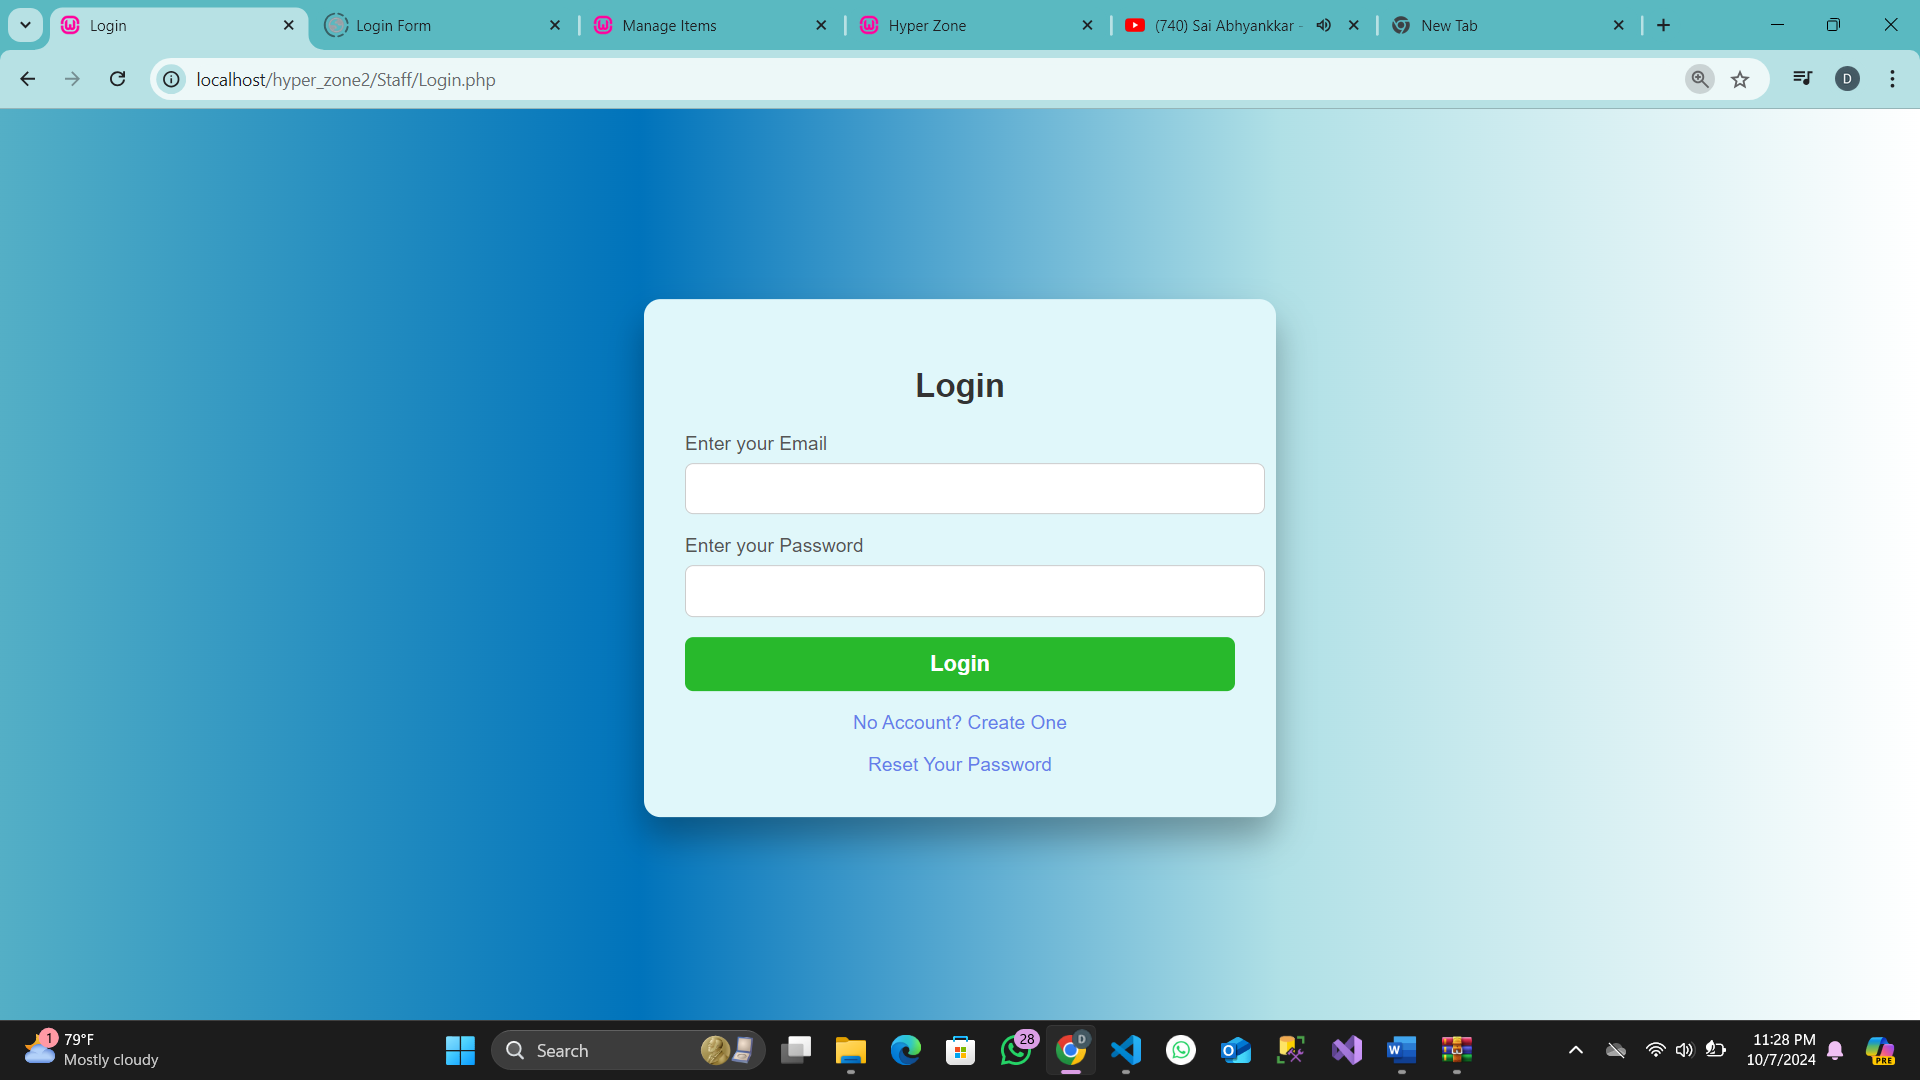 Login
Login Form
Manage Items
Hyper Zone
(740) Sai Abhyankkar -
New Tab
localhost/hyper_zone2/Staff/Login.php
D
Login
Enter your Email
Enter your Password
Login
No Account? Create One
Reset Your Password
1
79°F
Mostly cloudy
Search
28
D
W
PRE
11:28 PM
10/7/2024